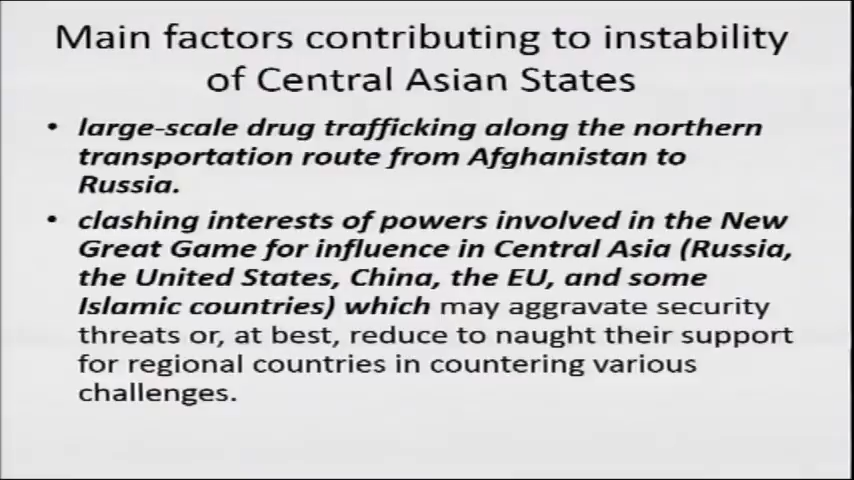 Main factors contributing to instability
of Central Asian States
• large-scale drug trafficking along the northern
transportation route from Afghanistan to
Russia.
• clashing interests of powers involved in the New
Great Game for influence in Central Asia (Russia,
the United States, China, the EU, and some
Islamic countries) which may aggravate security
threats or, at best, reduce to naught their support
for regional countries in countering various
challenges.